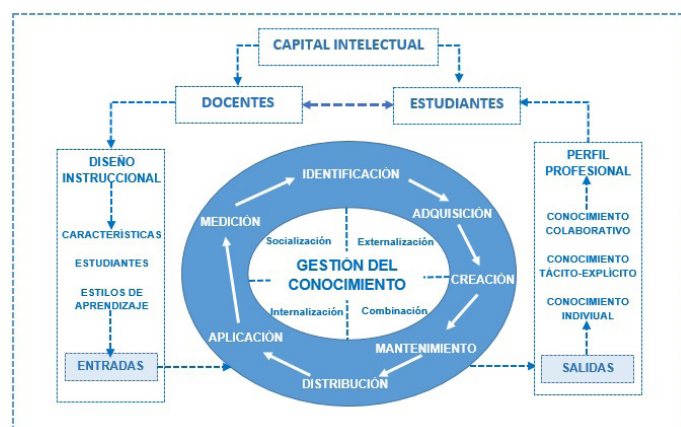 CAPITAL INTELECTUAL
DOCENTES
ESTUDIANTES
DISEÑO
INSTRUCCIONAL
CARACTERÍSTICAS
ESTUDIANTES
ESTILOS DE
APRENDIZAJE
ENTRADAS
IDENTIFICACIÓN
ADQUISICIÓN
CREACIÓN
MANTENIMIENTO
DISTRIBUCIÓN
APLICACIÓN
MEDICIÓN
Socialización
Externalización
GESTIÓN DEL
CONOCIMIENTO
Internalización
Combinación
PERFIL
PROFESIONAL
CONOCIMIENTO
COLABORATIVO
CONOCIMIENTO
TÁCITO-EXPLÍCITO
CONOCIMIENTO
INDIVIUAL
SALIDAS